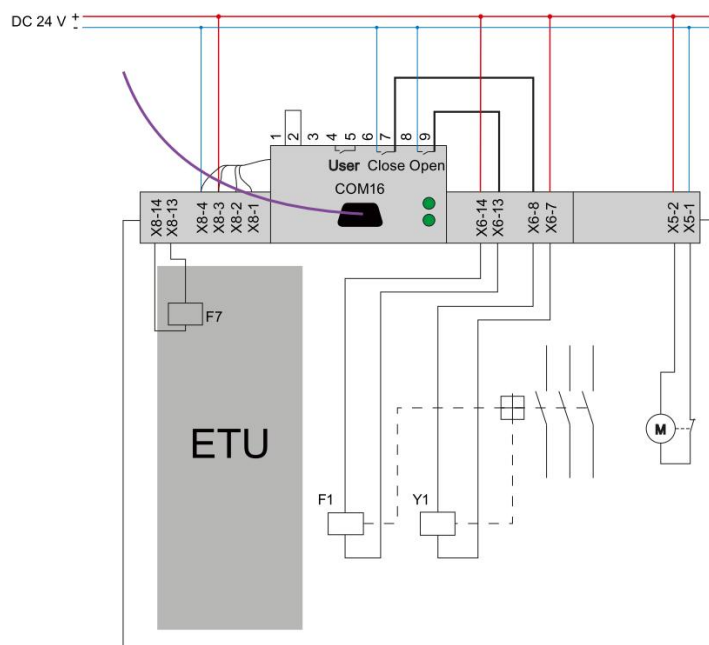 DC 24 V + -
1 2 3 4 5 6 7 8 9
User Close Open
COM16
X8-14 X8-13 X8-4 X8-3 X8-2 X8-1 X6-14 X6-13 X6-8 X6-7 X5-2 X5-1
F7
ETU
M
F1 Y1